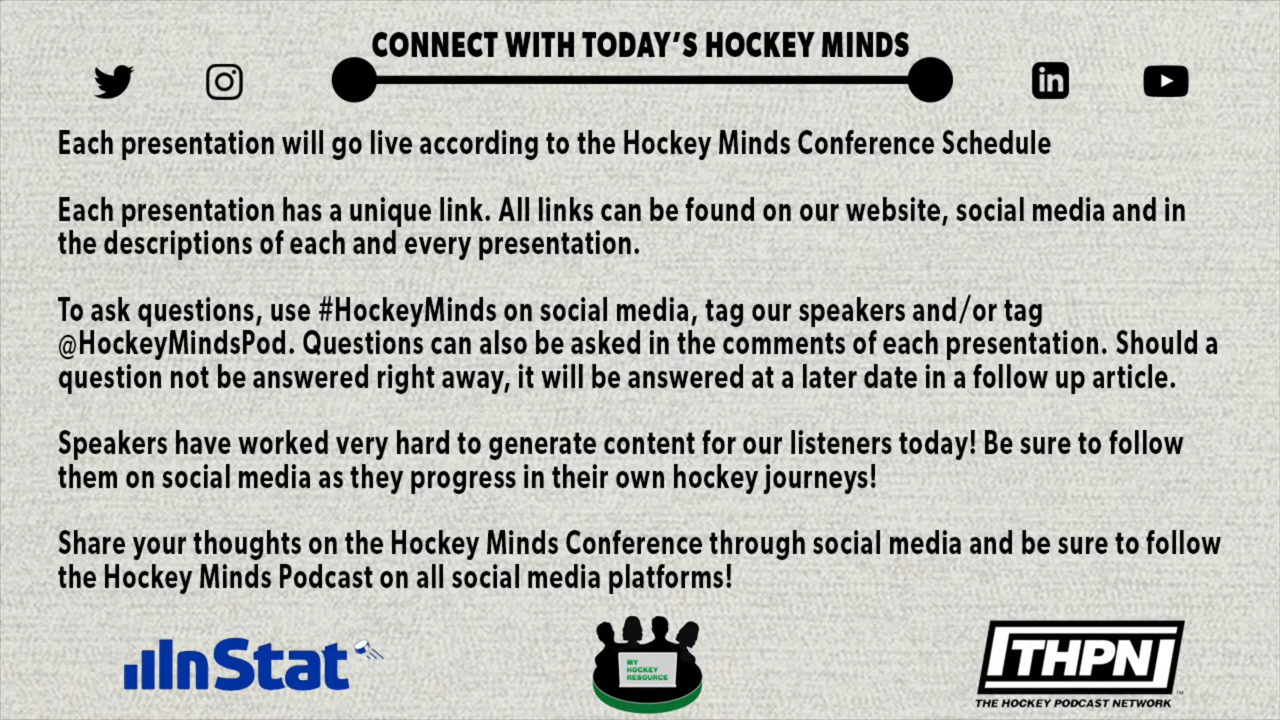 CONNECT WITH TODAY'S HOCKEY MINDS
in
Each presentation will go live according to the Hockey Minds Conference Schedule
Each presentation has a unique link. All links can be found on our website, social media and in
the descriptions of each and every presentation.
To ask questions, use #HockeyMinds on social media, tag our speakers and/or tag
@HockeyMindsPod. Questions can also be asked in the comments of each presentation. Should a
question not be answered right away, it will be answered at a later date in a follow up article.
Speakers have worked very hard to generate content for our listeners today! Be sure to follow
them on social media as they progress in their own hockey journeys!
Share your thoughts on the Hockey Minds Conference through social media and be sure to follow
the Hockey Minds Podcast on all social media platforms!
InStat
MY
HOCKEY
RESOURCE
THPN
TM
THE HOCKEY PODCAST NETWORK